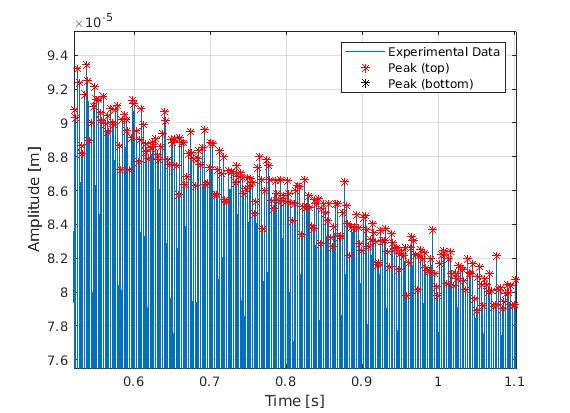 ×10⁻⁵
9.4
9.2
9
8.8
8.6
8.4
8.2
8
7.8
7.6
Amplitude [m]
Experimental Data
Peak (top)
Peak (bottom)
0.6 0.7 0.8 0.9 1 1.1
Time [s]